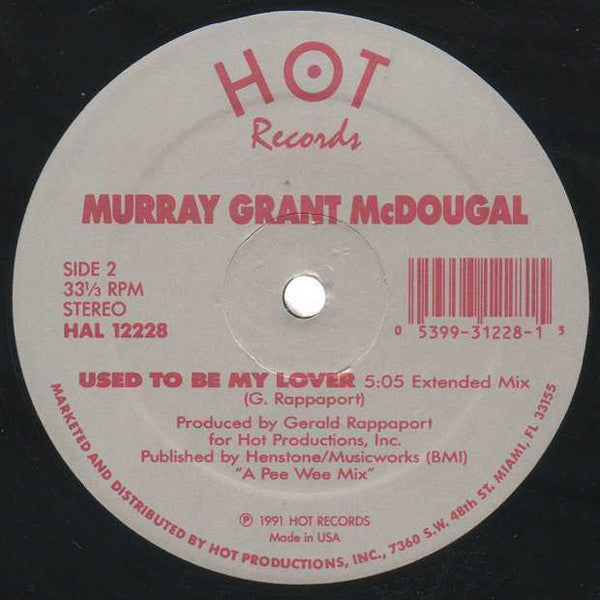 HOT
Records
MURRAY GRANT McDOUGAL
SIDE 2
33⅓ RPM
STEREO
HAL 12228
0 5399-31228-1 5
USED TO BE MY LOVER 5:05 Extended Mix
(G. Rappaport)
Produced by Gerald Rappaport
for Hot Productions, Inc.
Published by Henstone/Musicworks (BMI)
"A Pee Wee Mix"
℗ 1991 HOT RECORDS
Made in USA
MARKETED AND DISTRIBUTED BY HOT PRODUCTIONS, INC., 7360 S.W. 48th ST. MIAMI, FL 33155